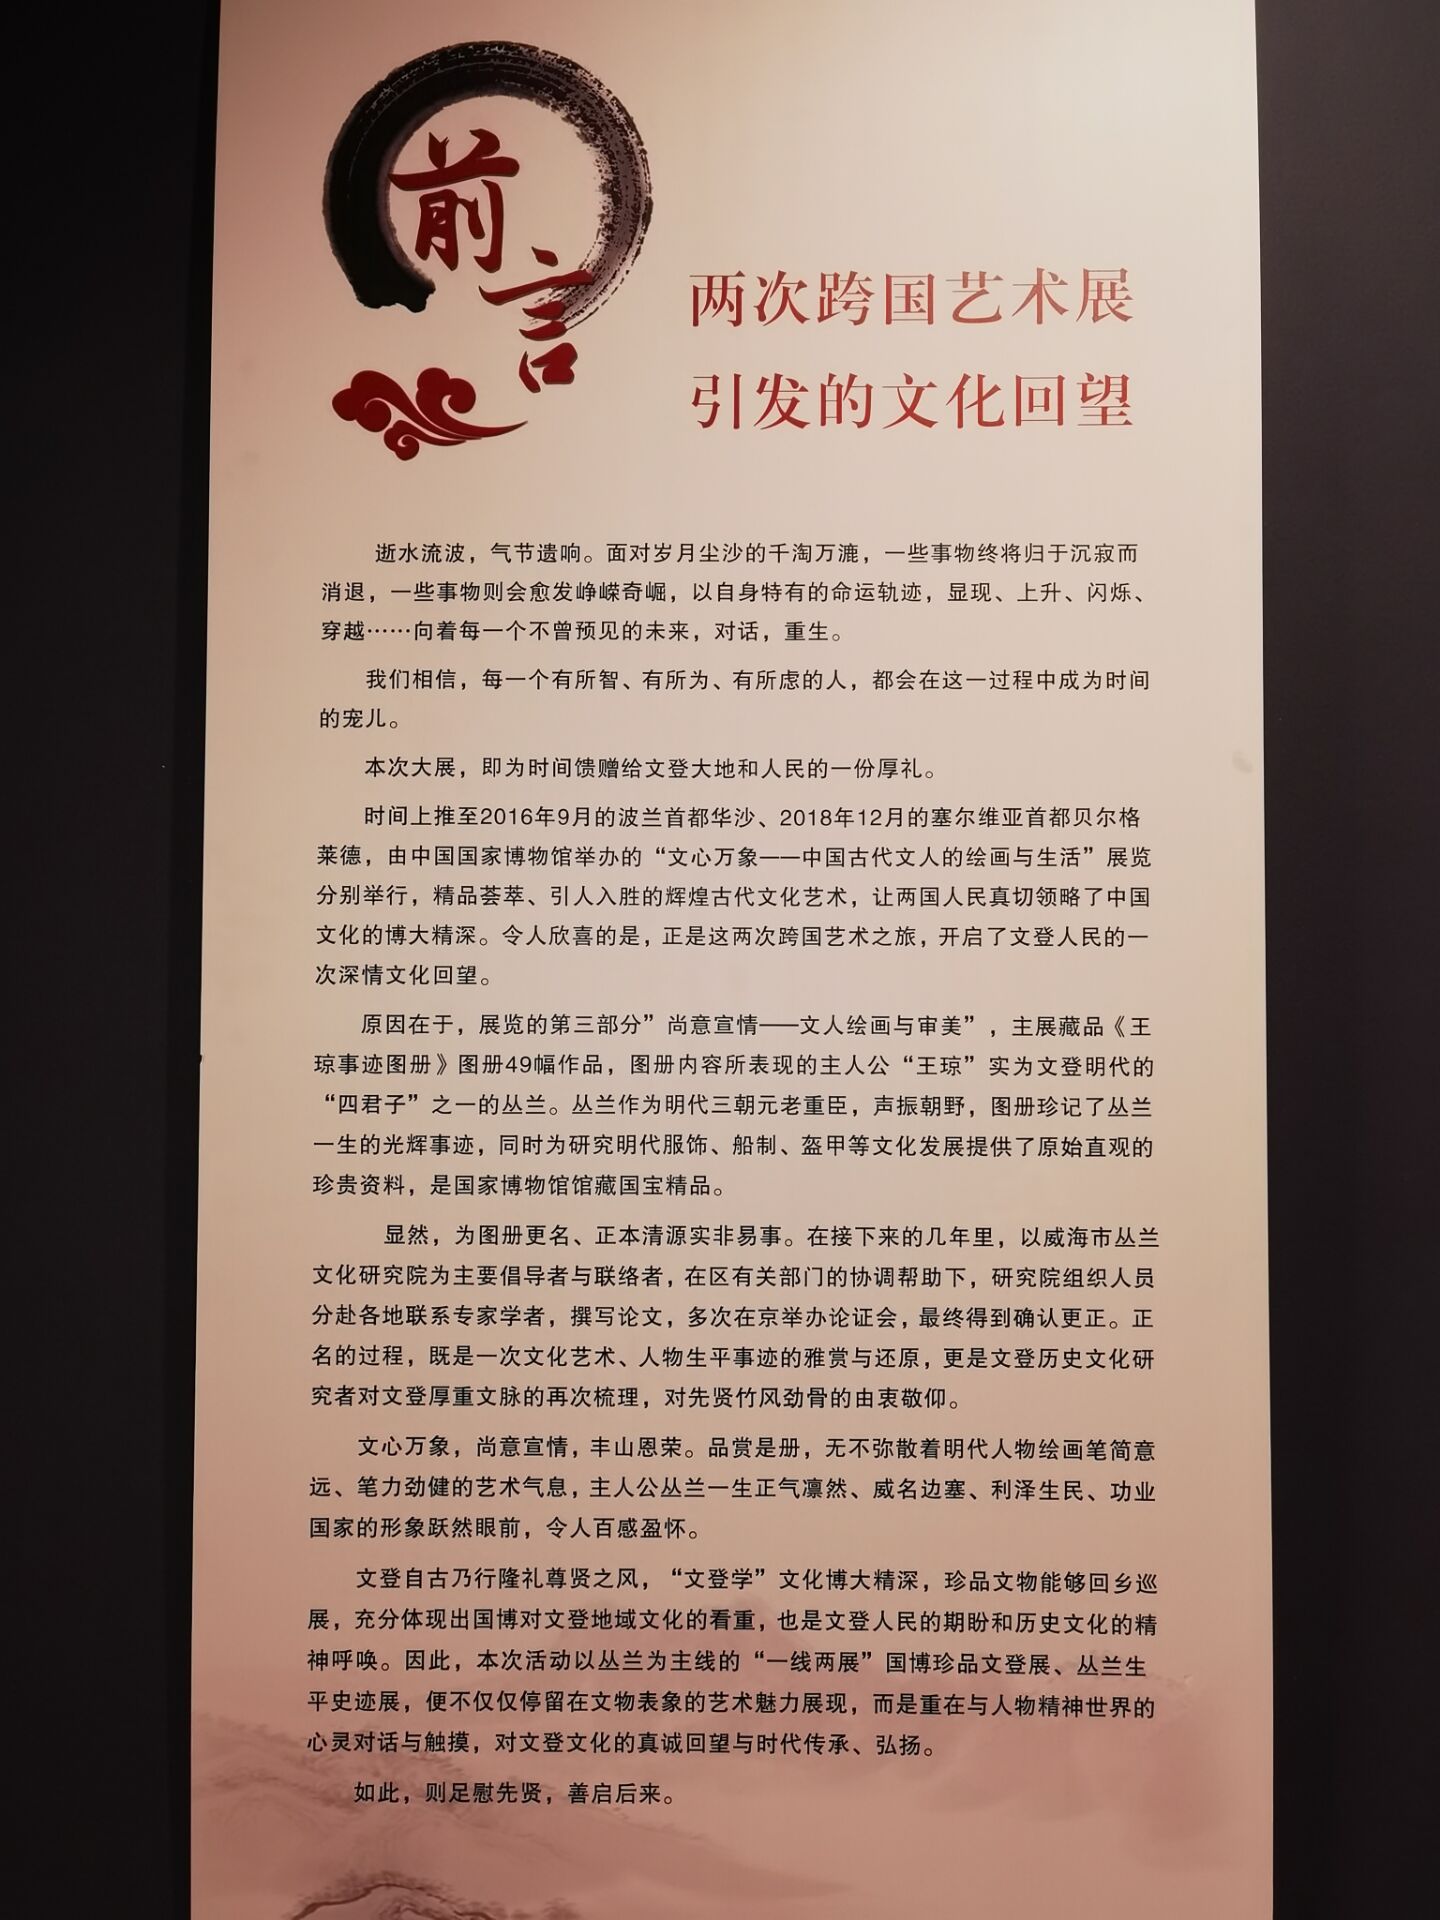 前言
两次跨国艺术展
引发的文化回望
逝水流波，气节遗响。面对岁月尘沙的千淘万漉，一些事物终将归于沉寂而
消退，一些事物则会愈发峥嵘奇崛，以自身特有的命运轨迹，显现、上升、闪烁、
穿越……向着每一个不曾预见的未来，对话，重生。
我们相信，每一个有所智、有所为、有所虑的人，都会在这一过程中成为时间
的宠儿。
本次大展，即为时间馈赠给文登大地和人民的一份厚礼。
时间上推至2016年9月的波兰首都华沙、2018年12月的塞尔维亚首都贝尔格
莱德，由中国国家博物馆举办的“文心万象——中国古代文人的绘画与生活”展览
分别举行，精品荟萃、引人入胜的辉煌古代文化艺术，让两国人民真切领略了中国
文化的博大精深。令人欣喜的是，正是这两次跨国艺术之旅，开启了文登人民的一
次深情文化回望。
原因在于，展览的第三部分”尚意宣情——文人绘画与审美”，主展藏品《王
琼事迹图册》图册49幅作品，图册内容所表现的主人公“王琼”实为文登明代的
“四君子”之一的丛兰。丛兰作为明代三朝元老重臣，声振朝野，图册珍记了丛兰
一生的光辉事迹，同时为研究明代服饰、船制、盔甲等文化发展提供了原始直观的
珍贵资料，是国家博物馆馆藏国宝精品。
显然，为图册更名、正本清源实非易事。在接下来的几年里，以威海市丛兰
文化研究院为主要倡导者与联络者，在区有关部门的协调帮助下，研究院组织人员
分赴各地联系专家学者，撰写论文，多次在京举办论证会，最终得到确认更正。正
名的过程，既是一次文化艺术、人物生平事迹的雅赏与还原，更是文登历史文化研
究者对文登厚重文脉的再次梳理，对先贤竹风劲骨的由衷敬仰。
文心万象，尚意宣情，丰山恩荣。品赏是册，无不弥散着明代人物绘画笔简意
远、笔力劲健的艺术气息，主人公丛兰一生正气凛然、威名边塞、利泽生民、功业
国家的形象跃然眼前，令人百感盈怀。
文登自古乃行隆礼尊贤之风，“文登学”文化博大精深，珍品文物能够回乡巡
展，充分体现出国博对文登地域文化的看重，也是文登人民的期盼和历史文化的精
神呼唤。因此，本次活动以丛兰为主线的“一线两展”国博珍品文登展、丛兰生
平史迹展，便不仅仅停留在文物表象的艺术魅力展现，而是重在与人物精神世界的
心灵对话与触摸，对文登文化的真诚回望与时代传承、弘扬。
如此，则足慰先贤，善启后来。